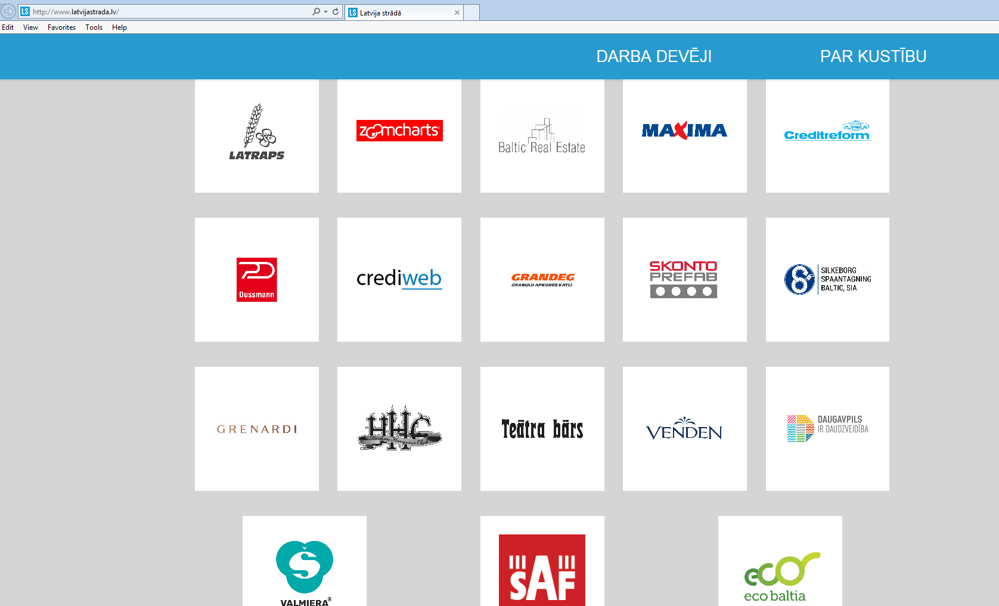 http://www.latvijastrada.lv/
Latvija strādā
Edit View Favorites Tools Help
DARBA DEVĒJI
PAR KUSTĪBU
LATRAPS
zoomcharts
Baltic Real Estate
MAXIMA
Creditreform
Dussmann
crediweb
GRANDEG
GRANULU APKURES KATLI
SKONTO
PREFAB
SILKEBORG
SPAANTAGNING
BALTIC, SIA
GRENARDI
HHC
Hangover Club
Teātra bārs
VENDEN
DAUGAVPILS
IR DAUDZVEIDĪBA
VALMIERA®
SAF
eco
eco baltia